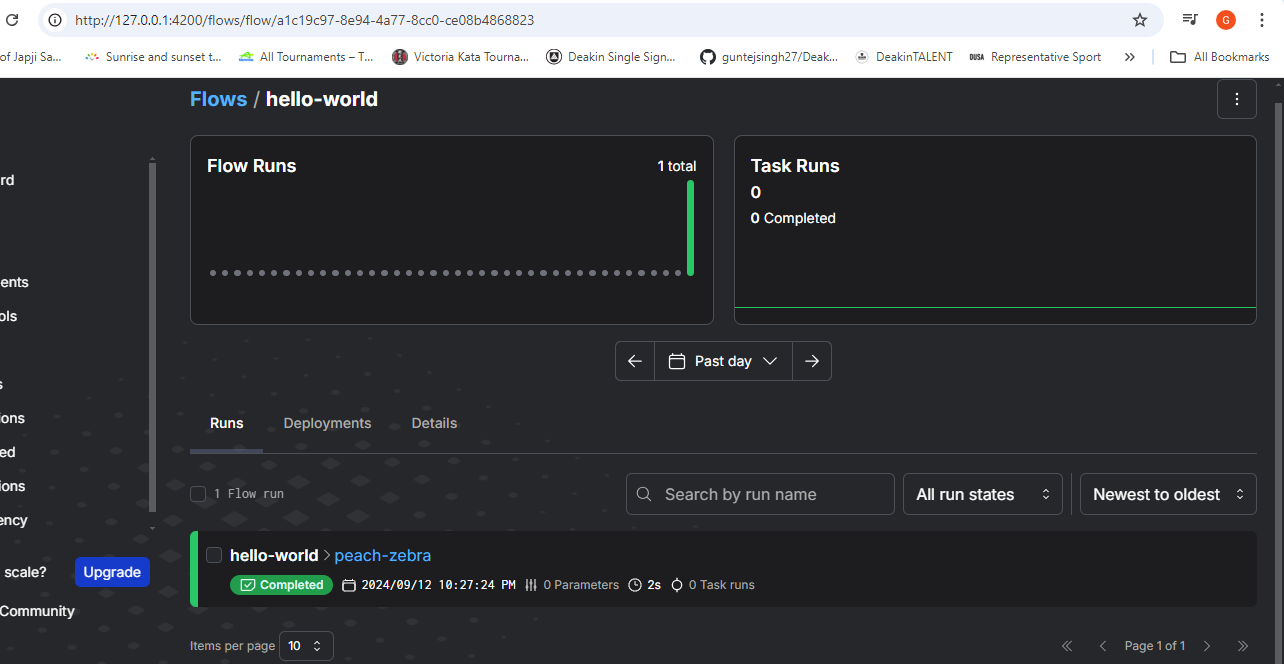 http://127.0.0.1:4200/flows/flow/a1c19c97-8e94-4a77-8cc0-ce08b4868823
G
of Japji Sa... Sunrise and sunset t... All Tournaments – T... Victoria Kata Tourna... Deakin Single Sign... guntejsingh27/Deak... DeakinTALENT DUSA Representative Sport » All Bookmarks
Flows / hello-world
Flow Runs 1 total
Task Runs
0
0 Completed
rd
ents
ols
s
ions
ed
ions
ency
scale? Upgrade
Community
Past day
Runs Deployments Details
1 Flow run Search by run name All run states Newest to oldest
hello-world > peach-zebra
Completed 2024/09/12 10:27:24 PM 0 Parameters 2s 0 Task runs
Items per page 10 « < Page 1 of 1 > »